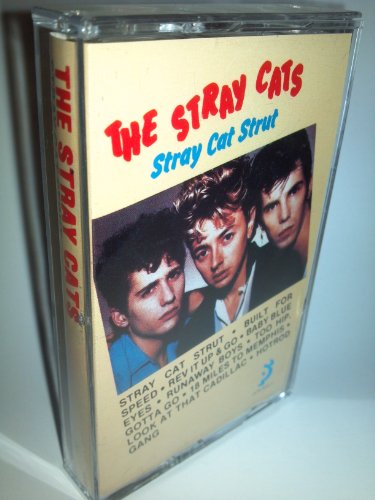 THE STRAY CATS
THE STRAY CATS
Stray Cat Strut
STRAY CAT STRUT • BUILT FOR
SPEED • REV IT UP & GO • BABY BLUE
EYES • RUNAWAY BOYS • TOO HIP,
GOTTA GO • 18 MILES TO MEMPHIS •
LOOK AT THAT CADILLAC • HOTROD
GANG